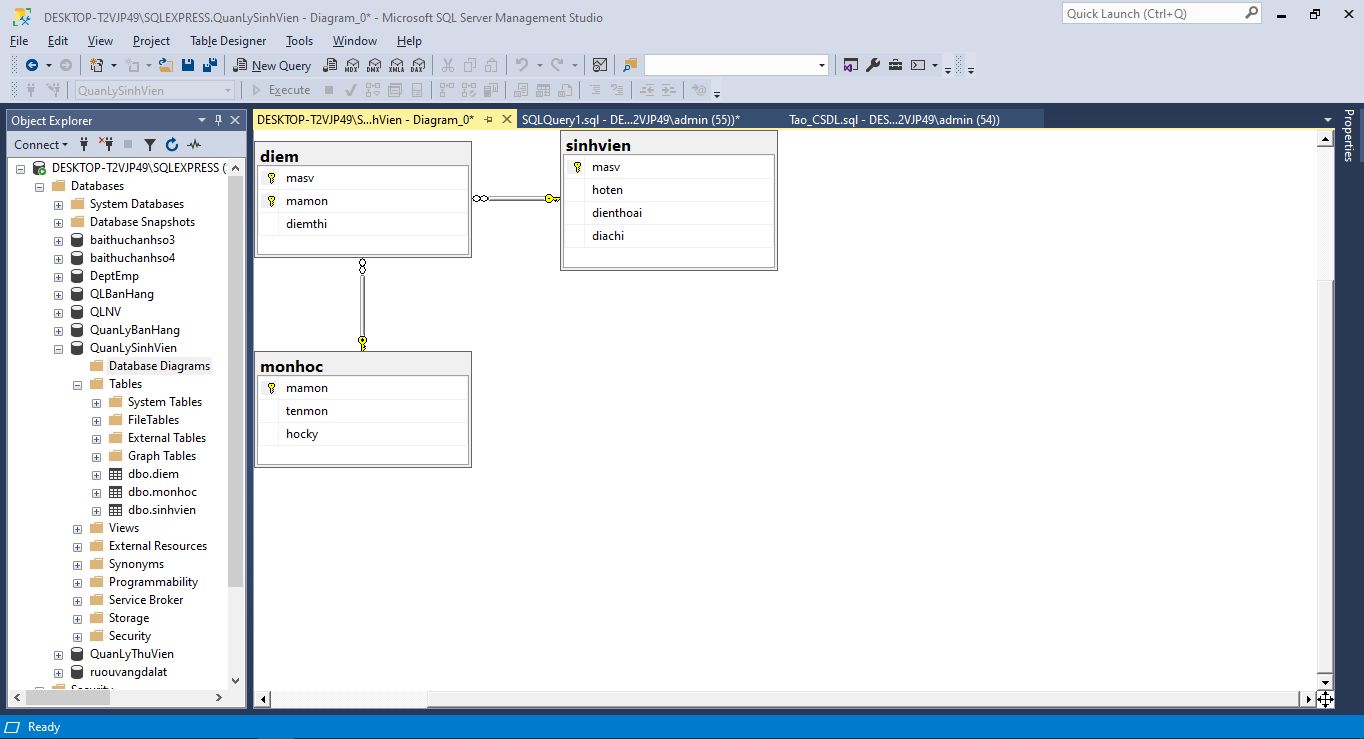 DESKTOP-T2VJP49\SQLEXPRESS.QuanLySinhVien - Diagram_0* - Microsoft SQL Server Management Studio
Quick Launch (Ctrl+Q)
File Edit View Project Table Designer Tools Window Help
New Query MDX DMX XMLA DAX
QuanLySinhVien Execute
Object Explorer
DESKTOP-T2VJP49\S...hVien - Diagram_0*
SQLQuery1.sql - DE...2VJP49\admin (55))*
Tao_CSDL.sql - DES...2VJP49\admin (54))
Properties
Connect
DESKTOP-T2VJP49\SQLEXPRESS (
Databases
System Databases
Database Snapshots
baithuchanhso3
baithuchanhso4
DeptEmp
QLBanHang
QLNV
QuanLyBanHang
QuanLySinhVien
Database Diagrams
Tables
System Tables
FileTables
External Tables
Graph Tables
dbo.diem
dbo.monhoc
dbo.sinhvien
Views
External Resources
Synonyms
Programmability
Service Broker
Storage
Security
QuanLyThuVien
ruouvangdalat
Security
diem
masv
mamon
diemthi
sinhvien
masv
hoten
dienthoai
diachi
monhoc
mamon
tenmon
hocky
Ready